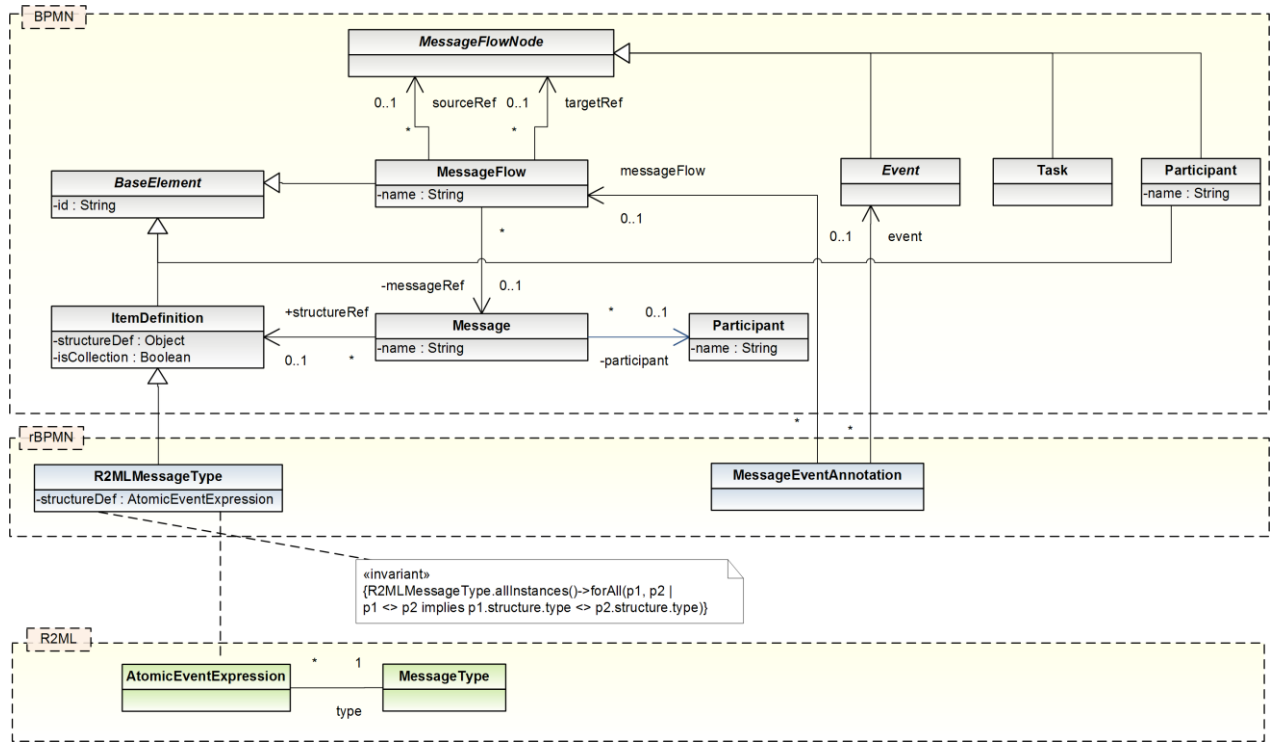 BPMN
MessageFlowNode
0..1 sourceRef 0..1 targetRef
* *
MessageFlow
-name : String
messageFlow
0..1
BaseElement
-id : String
Event
Task
Participant
-name : String
0..1 event
*
-messageRef 0..1
ItemDefinition
-structureDef : Object
-isCollection : Boolean
+structureRef
0..1 *
Message
-name : String
* 0..1
-participant
Participant
-name : String
* *
rBPMN
R2MLMessageType
-structureDef : AtomicEventExpression
MessageEventAnnotation
«invariant»
{R2MLMessageType.allInstances()->forAll(p1, p2 |
p1 <> p2 implies p1.structure.type <> p2.structure.type)}
R2ML
AtomicEventExpression
* 1
type
MessageType